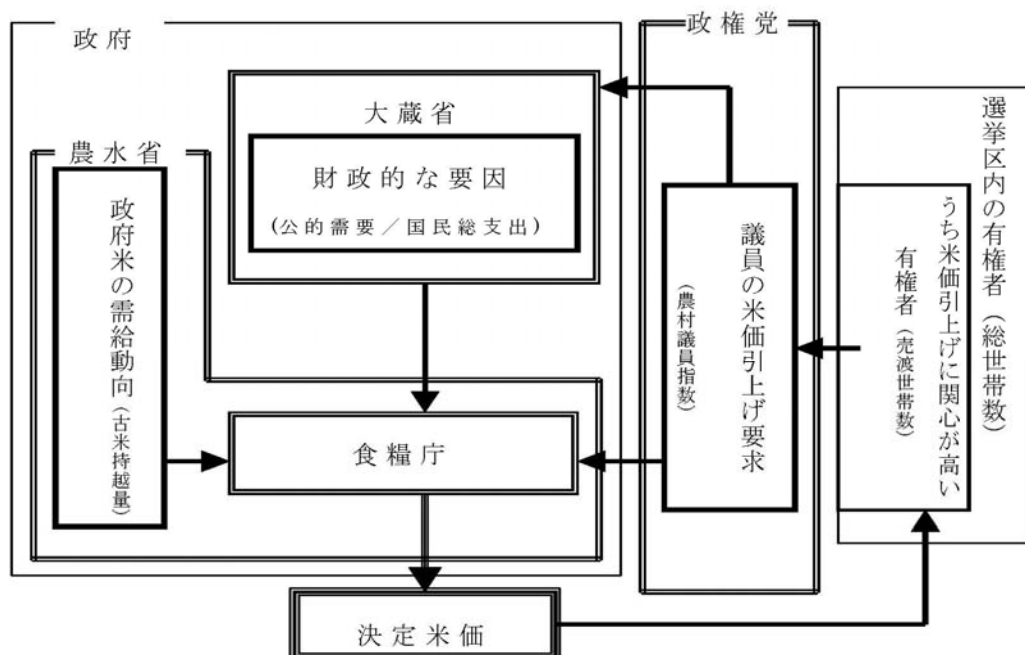 政府
政権党
大蔵省
財政的な要因
(公的需要／国民総支出)
農水省
政府米の需給動向(古米持越量)
食糧庁
決定米価
議員の米価引上げ要求
(農村議員指数)
選挙区内の有権者(総世帯数)
うち米価引上げに関心が高い
有権者(売渡世帯数)